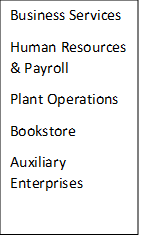 Business Services
Human Resources
& Payroll
Plant Operations
Bookstore
Auxiliary
Enterprises